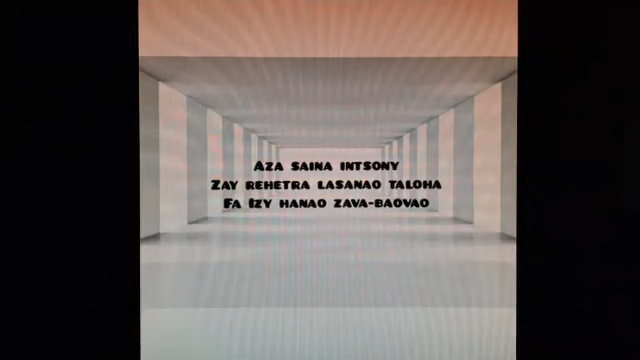 Aza saina intsony
Zay rehetra lasanao taloha
Fa Izy hanao zava-baovao